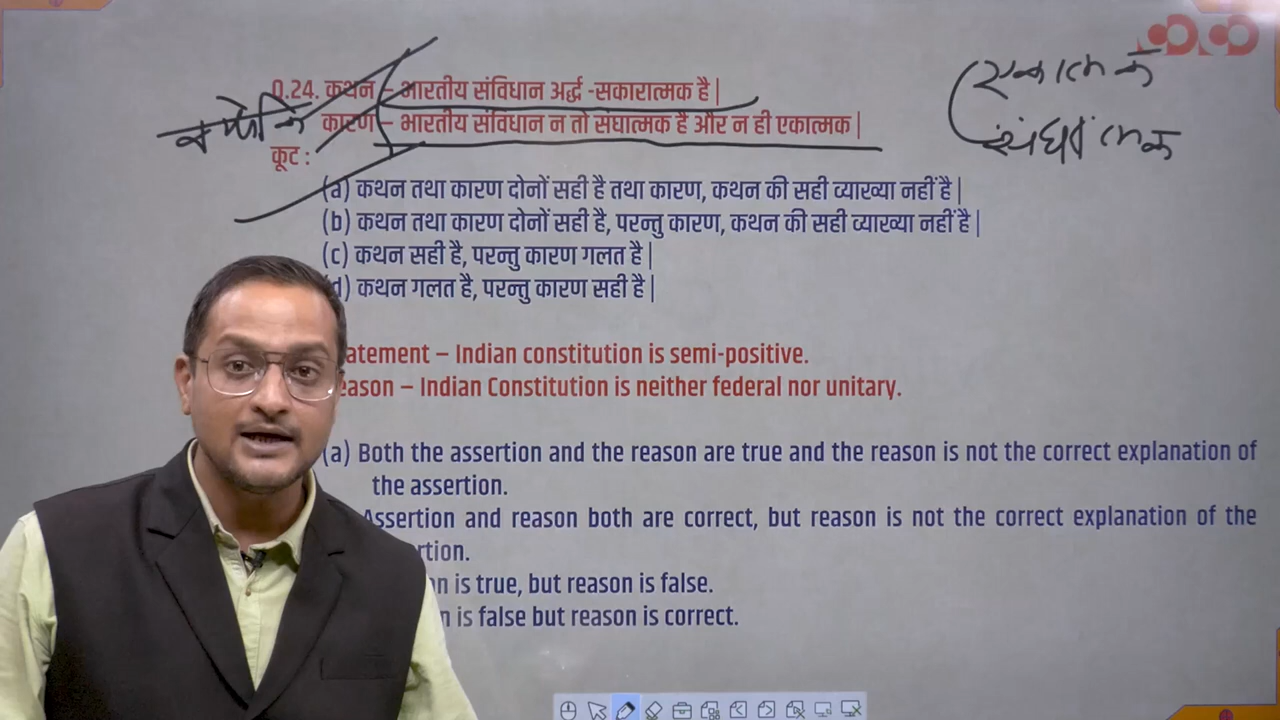 Q.24. कथन – भारतीय संविधान अर्द्ध -सकारात्मक है|
क्योंकि
कारण – भारतीय संविधान न तो संघात्मक है और न ही एकात्मक|
कूट :
(a) कथन तथा कारण दोनों सही है तथा कारण, कथन की सही व्याख्या नहीं है|
(b) कथन तथा कारण दोनों सही है, परन्तु कारण, कथन की सही व्याख्या नहीं है|
(c) कथन सही है, परन्तु कारण गलत है|
d) कथन गलत है, परन्तु कारण सही है|
एकात्मक
संघात्मक
atement – Indian constitution is semi-positive.
eason – Indian Constitution is neither federal nor unitary.
(a) Both the assertion and the reason are true and the reason is not the correct explanation of
the assertion.
Assertion and reason both are correct, but reason is not the correct explanation of the
rtion.
n is true, but reason is false.
n is false but reason is correct.